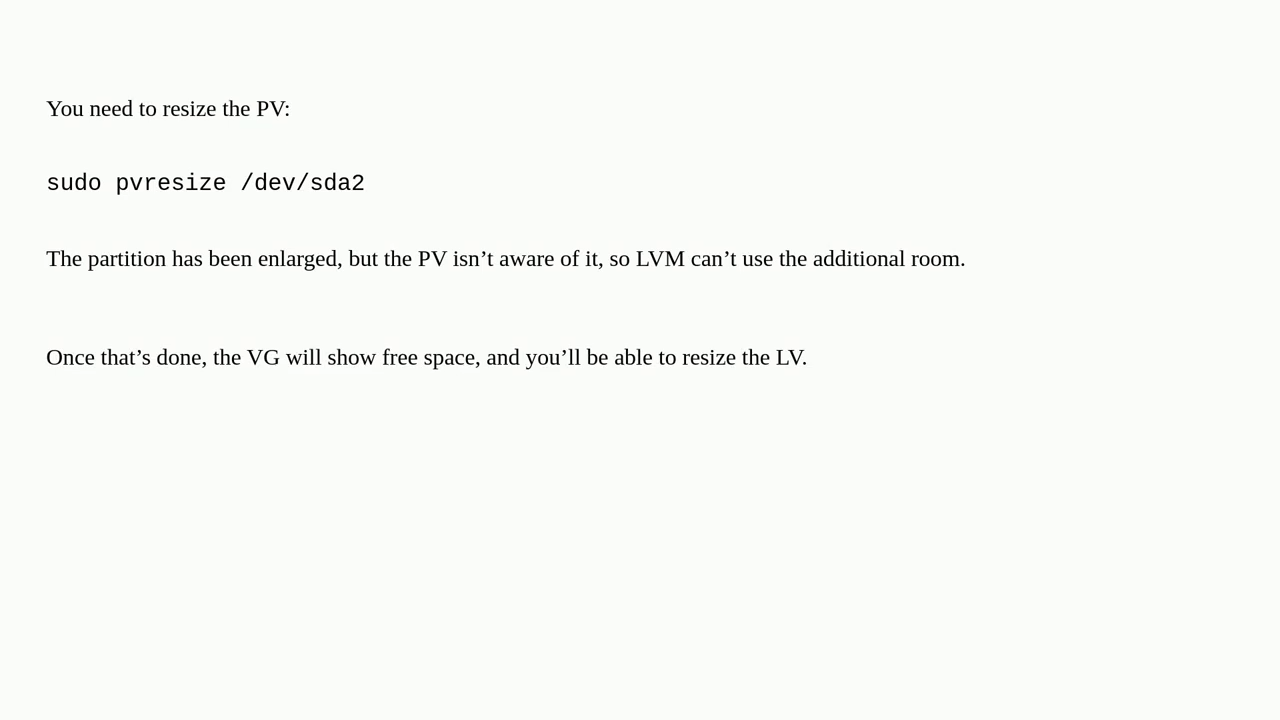 You need to resize the PV:
sudo pvresize /dev/sda2
The partition has been enlarged, but the PV isn’t aware of it, so LVM can’t use the additional room.
Once that’s done, the VG will show free space, and you’ll be able to resize the LV.